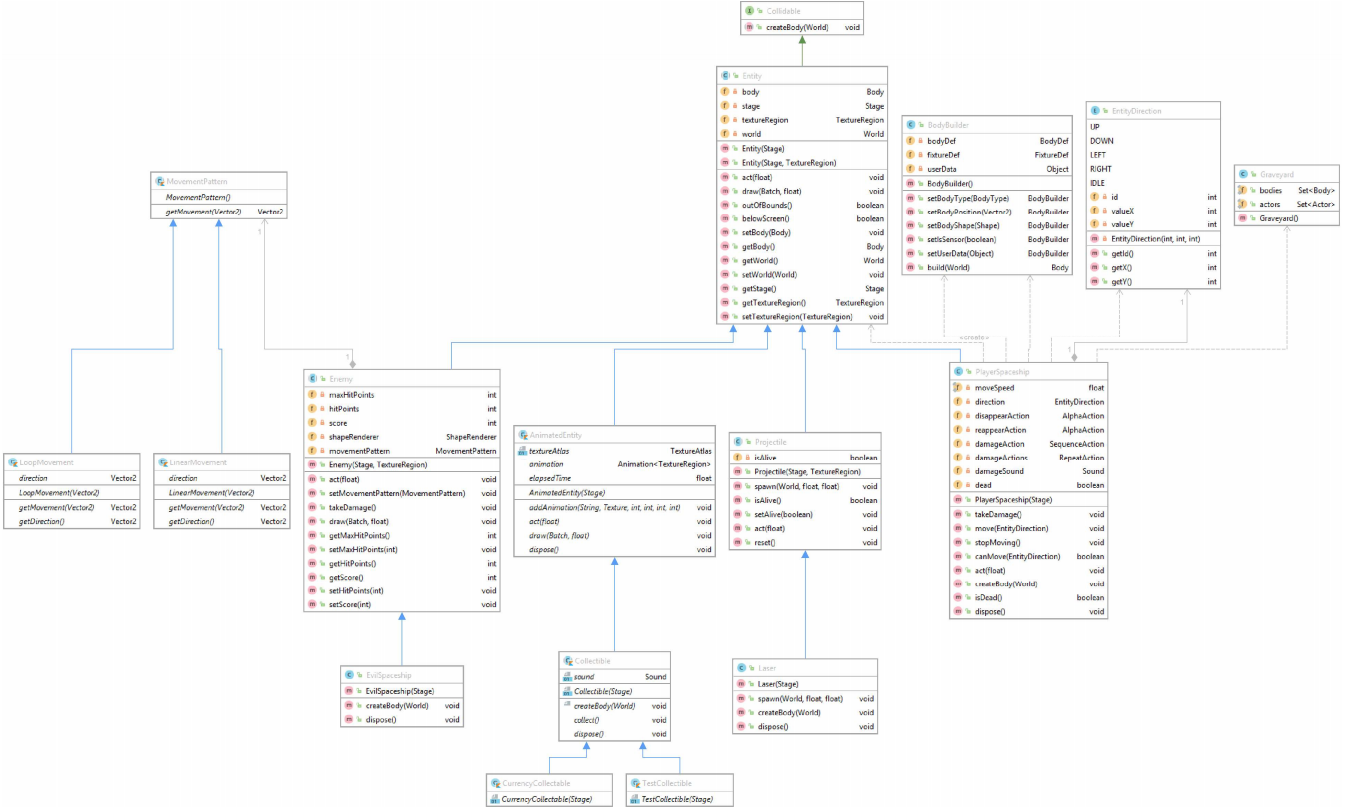 Collidable
createBody(World) void
Entity
body Body
stage Stage
textureRegion TextureRegion
world World
Entity(Stage)
Entity(Stage, TextureRegion)
act(float) void
draw(Batch, float) void
outOfBounds() boolean
belowScreen() boolean
setBody(Body) void
getBody() Body
getWorld() World
setWorld(World) void
getStage() Stage
getTextureRegion() TextureRegion
setTextureRegion(TextureRegion) void
BodyBuilder
bodyDef BodyDef
fixtureDef FixtureDef
userData Object
BodyBuilder()
setBodyType(BodyType) BodyBuilder
setBodyPosition(Vector2) BodyBuilder
setBodyShape(Shape) BodyBuilder
setIsSensor(boolean) BodyBuilder
setUserData(Object) BodyBuilder
build(World) Body
EntityDirection
UP
DOWN
LEFT
RIGHT
IDLE
id int
valueX int
valueY int
EntityDirection(int, int, int)
getId() int
getX() int
getY() int
Graveyard
bodies Set<Body>
actors Set<Actor>
Graveyard()
MovementPattern
MovementPattern()
getMovement(Vector2) Vector2
1
1
1
1
«create»
Enemy
maxHitPoints int
hitPoints int
score int
shapeRenderer ShapeRenderer
movementPattern MovementPattern
Enemy(Stage, TextureRegion)
act(float) void
setMovementPattern(MovementPattern) void
takeDamage() void
draw(Batch, float) void
getMaxHitPoints() int
setMaxHitPoints(int) void
getHitPoints() int
getScore() int
setHitPoints(int) void
setScore(int) void
PlayerSpaceship
moveSpeed float
direction EntityDirection
disappearAction AlphaAction
reappearAction AlphaAction
damageAction SequenceAction
damageActions RepeatAction
damageSound Sound
dead boolean
PlayerSpaceship(Stage)
takeDamage() void
move(EntityDirection) void
stopMoving() void
canMove(EntityDirection) boolean
act(float) void
createBody(World) void
isDead() boolean
dispose() void
LoopMovement
direction Vector2
LoopMovement(Vector2)
getMovement(Vector2) Vector2
getDirection() Vector2
LinearMovement
direction Vector2
LinearMovement(Vector2)
getMovement(Vector2) Vector2
getDirection() Vector2
AnimatedEntity
textureAtlas TextureAtlas
animation Animation<TextureRegion>
elapsedTime float
AnimatedEntity(Stage)
addAnimation(String, Texture, int, int, int, int) void
act(float) void
draw(Batch, float) void
dispose() void
Projectile
isAlive boolean
Projectile(Stage, TextureRegion)
spawn(World, float, float) void
isAlive() boolean
setAlive(boolean) void
act(float) void
reset() void
EvilSpaceship
EvilSpaceship(Stage)
createBody(World) void
dispose() void
Collectible
sound Sound
Collectible(Stage)
createBody(World) void
collect() void
dispose() void
Laser
Laser(Stage)
spawn(World, float, float) void
createBody(World) void
dispose() void
CurrencyCollectable
CurrencyCollectable(Stage)
TestCollectible
TestCollectible(Stage)